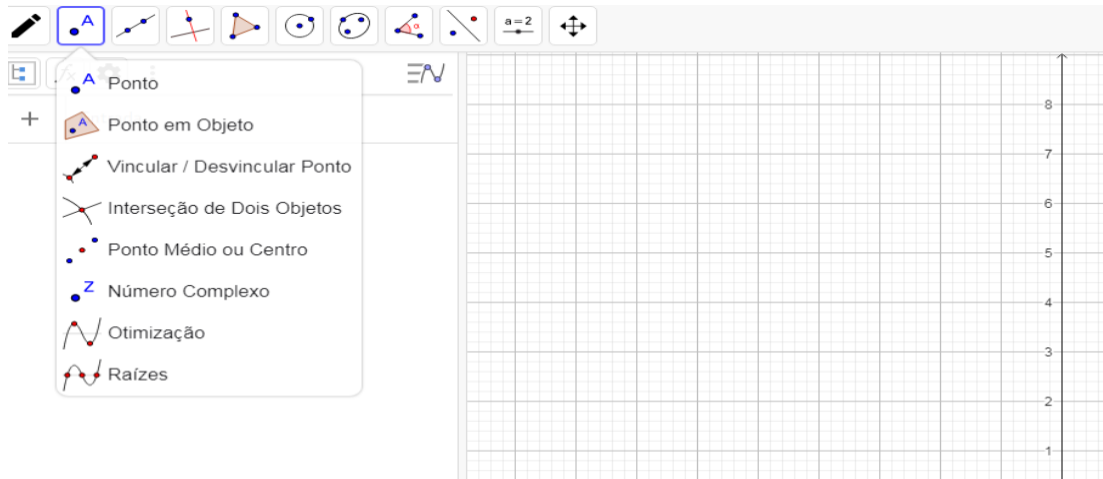 A
α
a=2
A Ponto
A Ponto em Objeto
Vincular / Desvincular Ponto
Interseção de Dois Objetos
Ponto Médio ou Centro
Z Número Complexo
Otimização
Raízes
8
7
6
5
4
3
2
1